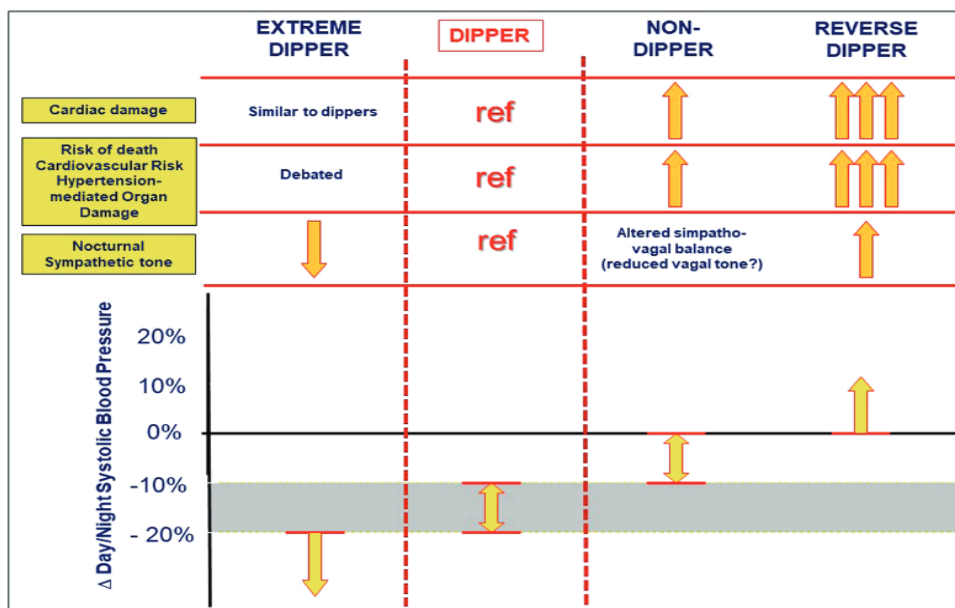 EXTREME
DIPPER
DIPPER
NON-
DIPPER
REVERSE
DIPPER
Cardiac damage
Similar to dippers
ref
Risk of death
Cardiovascular Risk
Hypertension-
mediated Organ
Damage
Debated
ref
Nocturnal
Sympathetic tone
ref
Altered simpatho-
vagal balance
(reduced vagal tone?)
Δ Day/Night Systolic Blood Pressure
20%
10%
0%
-10%
- 20%